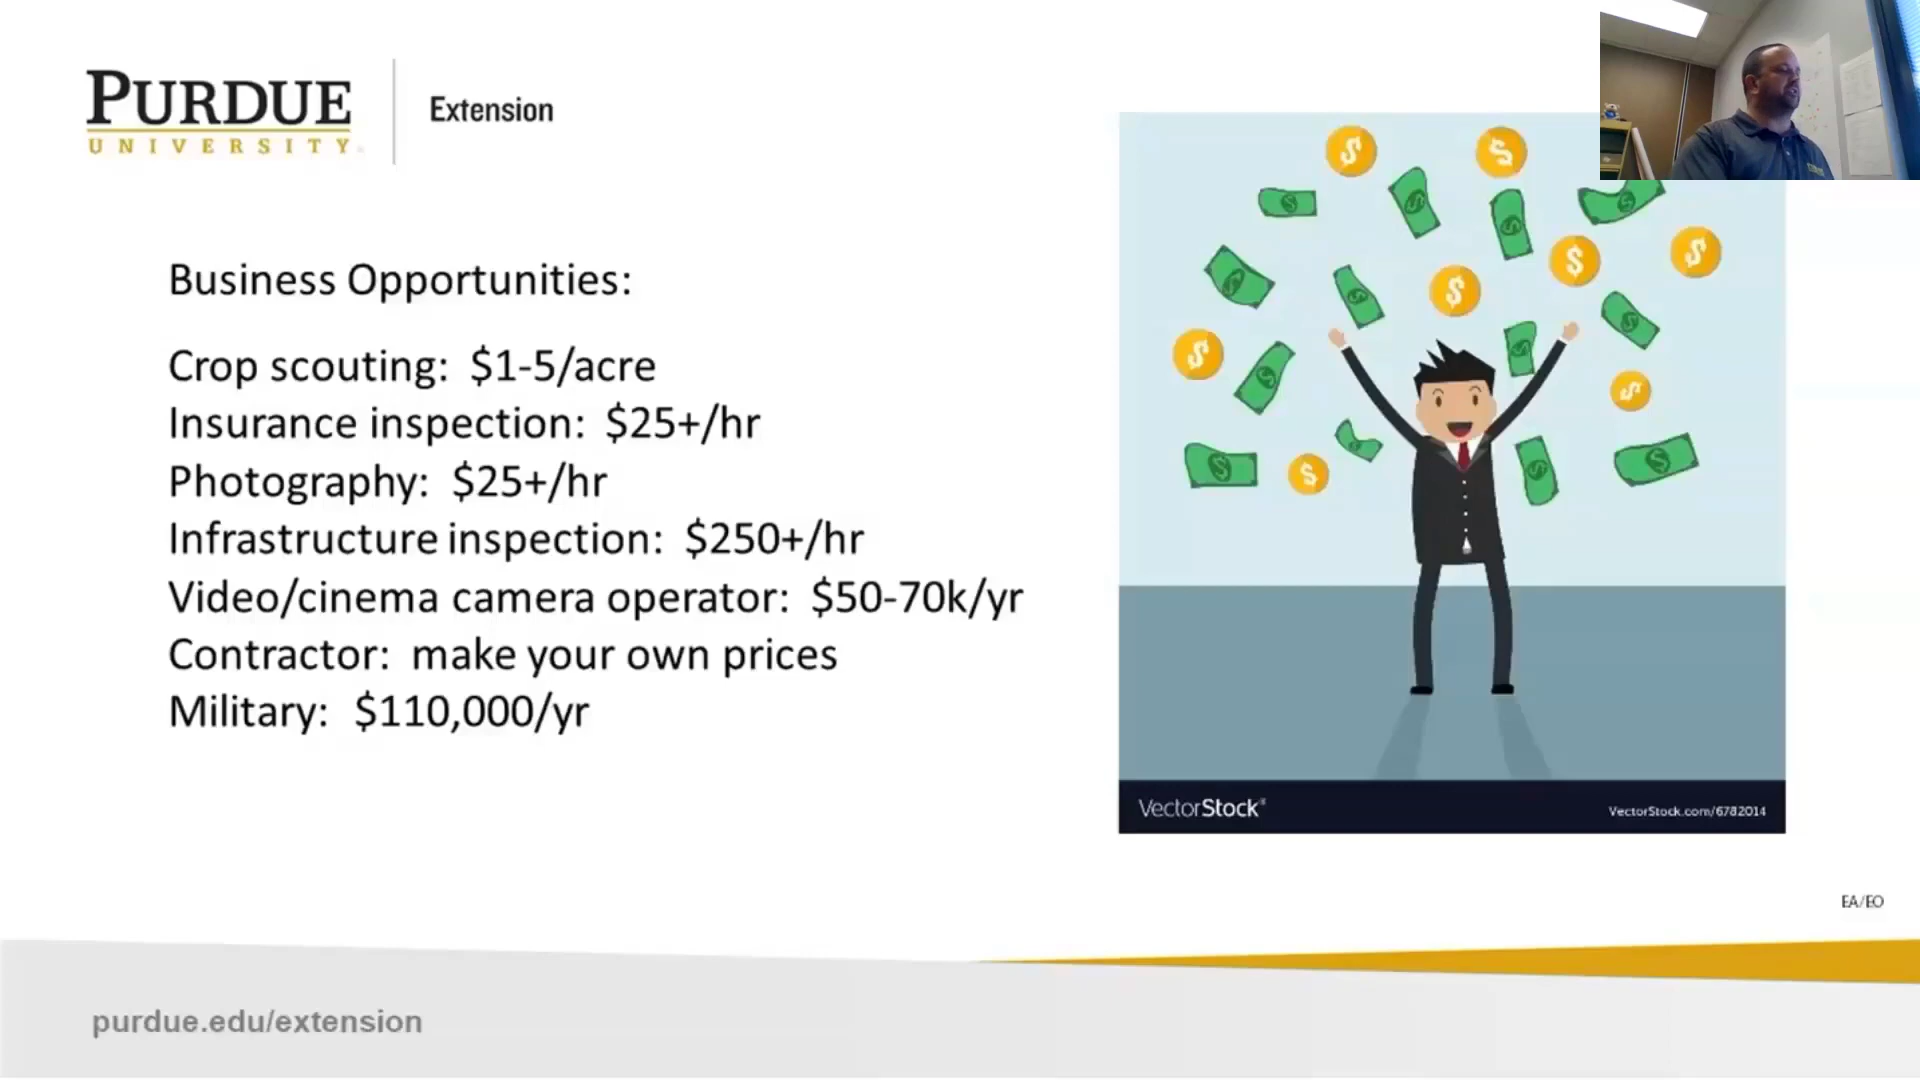 PURDUE
UNIVERSITY
Extension
Business Opportunities:
Crop scouting: $1-5/acre
Insurance inspection: $25+/hr
Photography: $25+/hr
Infrastructure inspection: $250+/hr
Video/cinema camera operator: $50-70k/yr
Contractor: make your own prices
Military: $110,000/yr
VectorStock®
VectorStock.com/6782014
EA/EO
purdue.edu/extension